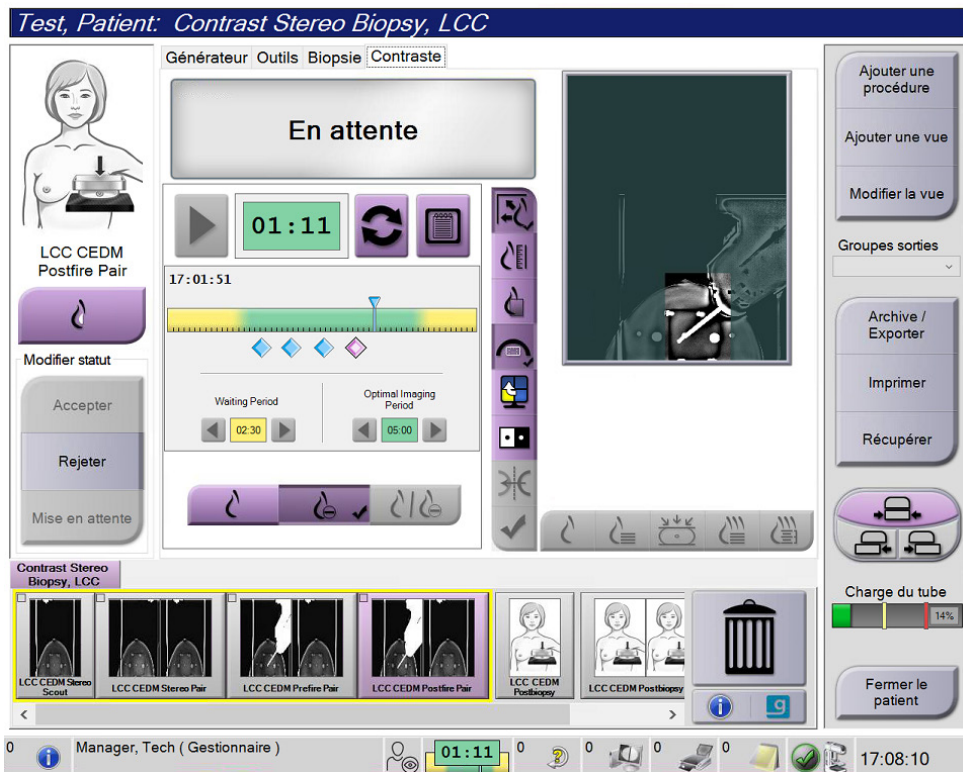 Test, Patient: Contrast Stereo Biopsy, LCC
Générateur Outils Biopsie Contraste
En attente
01:11
17:01:51
Waiting Period
Optimal Imaging
Period
02:30
05:00
LCC CEDM
Postfire Pair
Modifier statut
Accepter
Rejeter
Mise en attente
Ajouter une
procédure
Ajouter une vue
Modifier la vue
Groupes sorties
Archive /
Exporter
Imprimer
Récupérer
Charge du tube
14%
Fermer le
patient
Contrast Stereo
Biopsy, LCC
LCC CEDM Stereo
Scout
LCC CEDM Stereo Pair
LCC CEDM Prefire Pair
LCC CEDM Postfire Pair
LCC CEDM
Postbiopsy
LCC CEDM Postbiopsy
0 Manager, Tech ( Gestionnaire ) 01:11 0 0 0 0 17:08:10